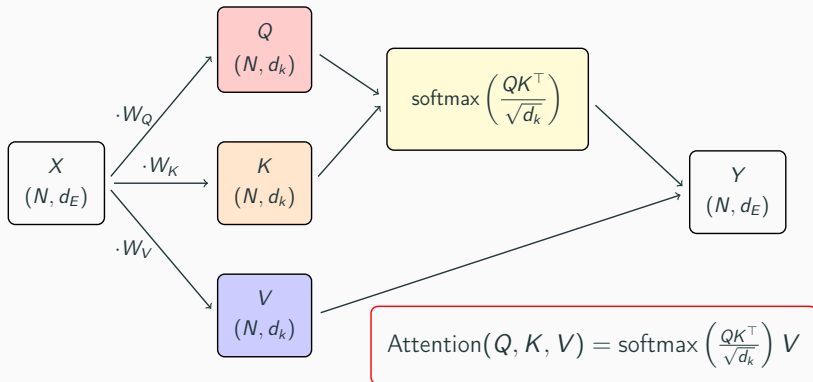 Q
(N, d_k)
softmax(QK^⊤/√d_k)
·W_Q
X
(N, d_E)
·W_K
K
(N, d_k)
Y
(N, d_E)
·W_V
V
(N, d_k)
Attention(Q, K, V) = softmax(QK^⊤/√d_k) V